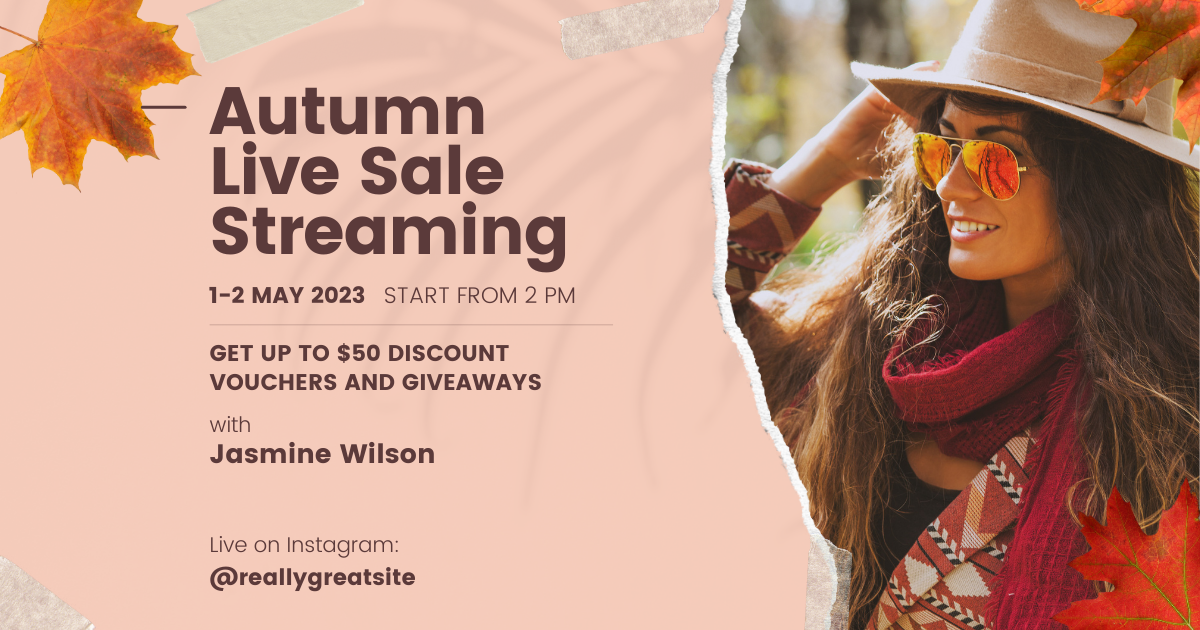 Autumn
Live Sale
Streaming
1-2 MAY 2023 START FROM 2 PM
GET UP TO $50 DISCOUNT
VOUCHERS AND GIVEAWAYS
with
Jasmine Wilson
Live on Instagram:
@reallygreatsite